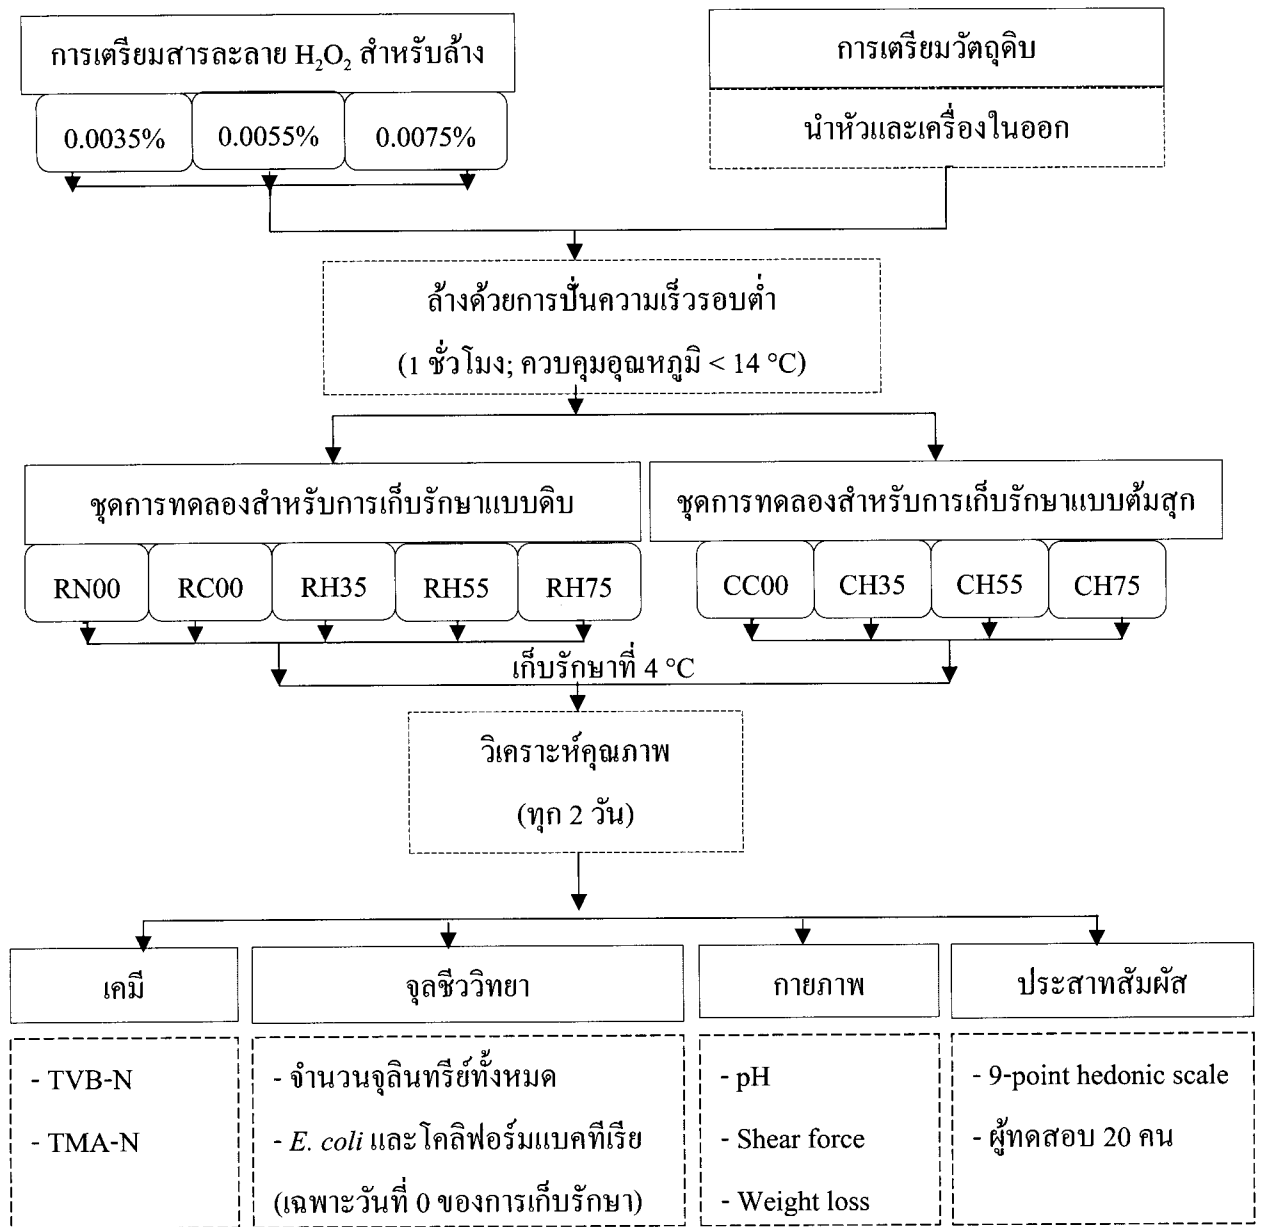 การเตรียมสารละลาย H₂O₂ สำหรับล้าง
0.0035%
0.0055%
0.0075%
การเตรียมวัตถุดิบ
นำหัวและเครื่องในออก
ล้างด้วยการปั่นความเร็วรอบต่ำ
(1 ชั่วโมง; ควบคุมอุณหภูมิ < 14 °C)
ชุดการทดลองสำหรับการเก็บรักษาแบบดิบ
RN00
RC00
RH35
RH55
RH75
ชุดการทดลองสำหรับการเก็บรักษาแบบต้มสุก
CC00
CH35
CH55
CH75
เก็บรักษาที่ 4 °C
วิเคราะห์คุณภาพ
(ทุก 2 วัน)
เคมี
- TVB-N
- TMA-N
จุลชีววิทยา
- จำนวนจุลินทรีย์ทั้งหมด
- E. coli และโคลิฟอร์มแบคทีเรีย
(เฉพาะวันที่ 0 ของการเก็บรักษา)
กายภาพ
- pH
- Shear force
- Weight loss
ประสาทสัมผัส
- 9-point hedonic scale
- ผู้ทดสอบ 20 คน